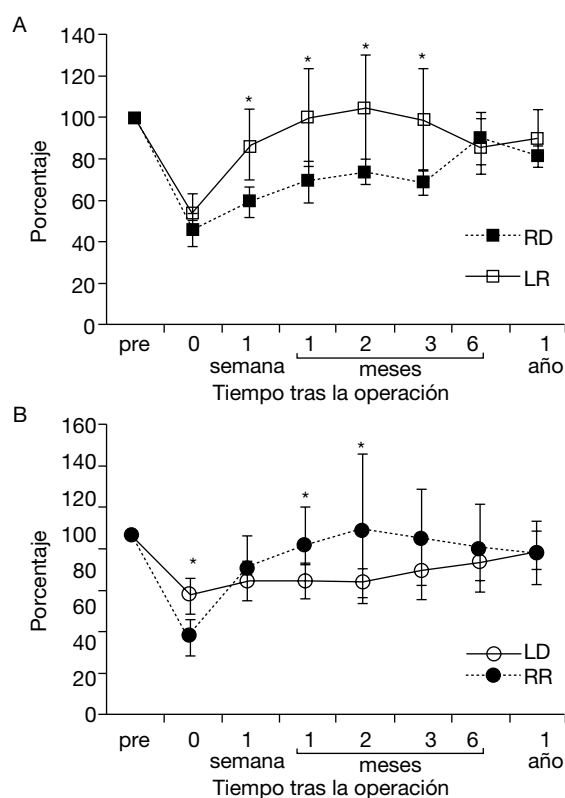 A
140
120
100
80
60
40
20
0
Porcentaje
*
*
*
*
RD
LR
pre
0
1
1
2
3
6
1
semana
meses
año
Tiempo tras la operación
B
160
140
120
100
80
60
40
20
0
Porcentaje
*
*
*
LD
RR
pre
0
1
1
2
3
6
1
semana
meses
año
Tiempo tras la operación